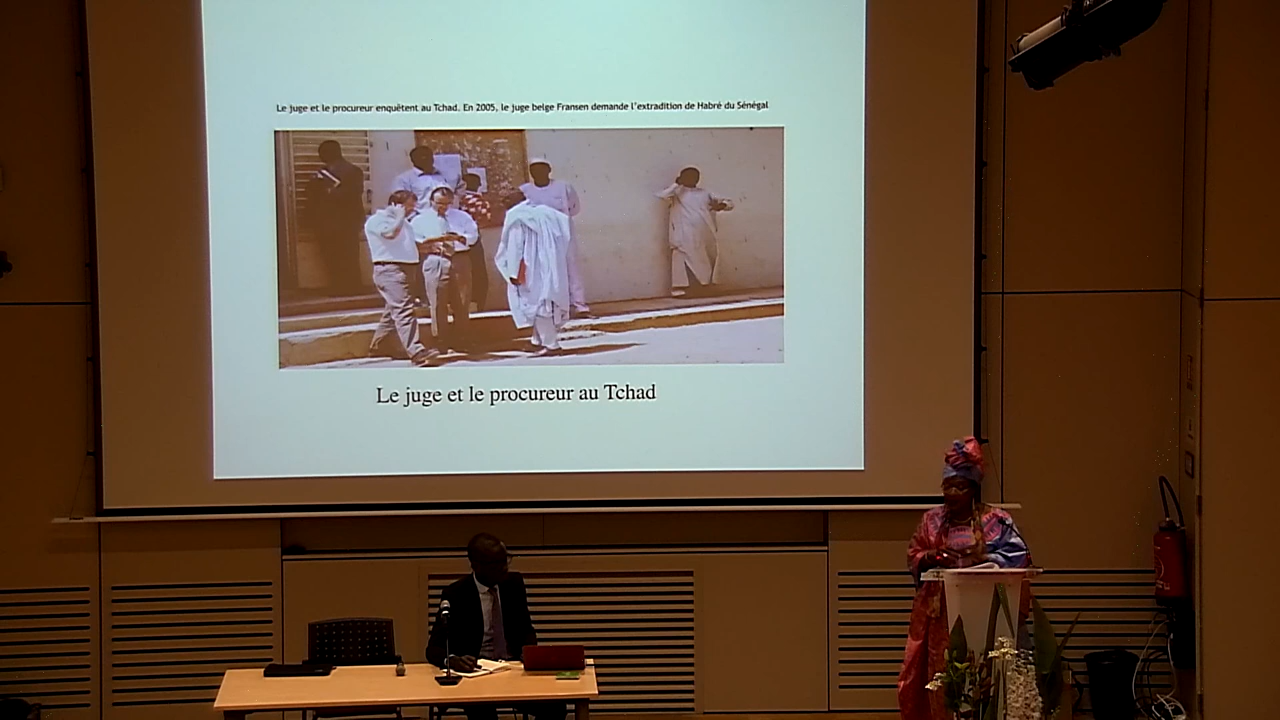 Le juge et le procureur enquêtent au Tchad. En 2005, le juge belge Fransen demande l'extradition de Habré du Sénégal
Le juge et le procureur au Tchad